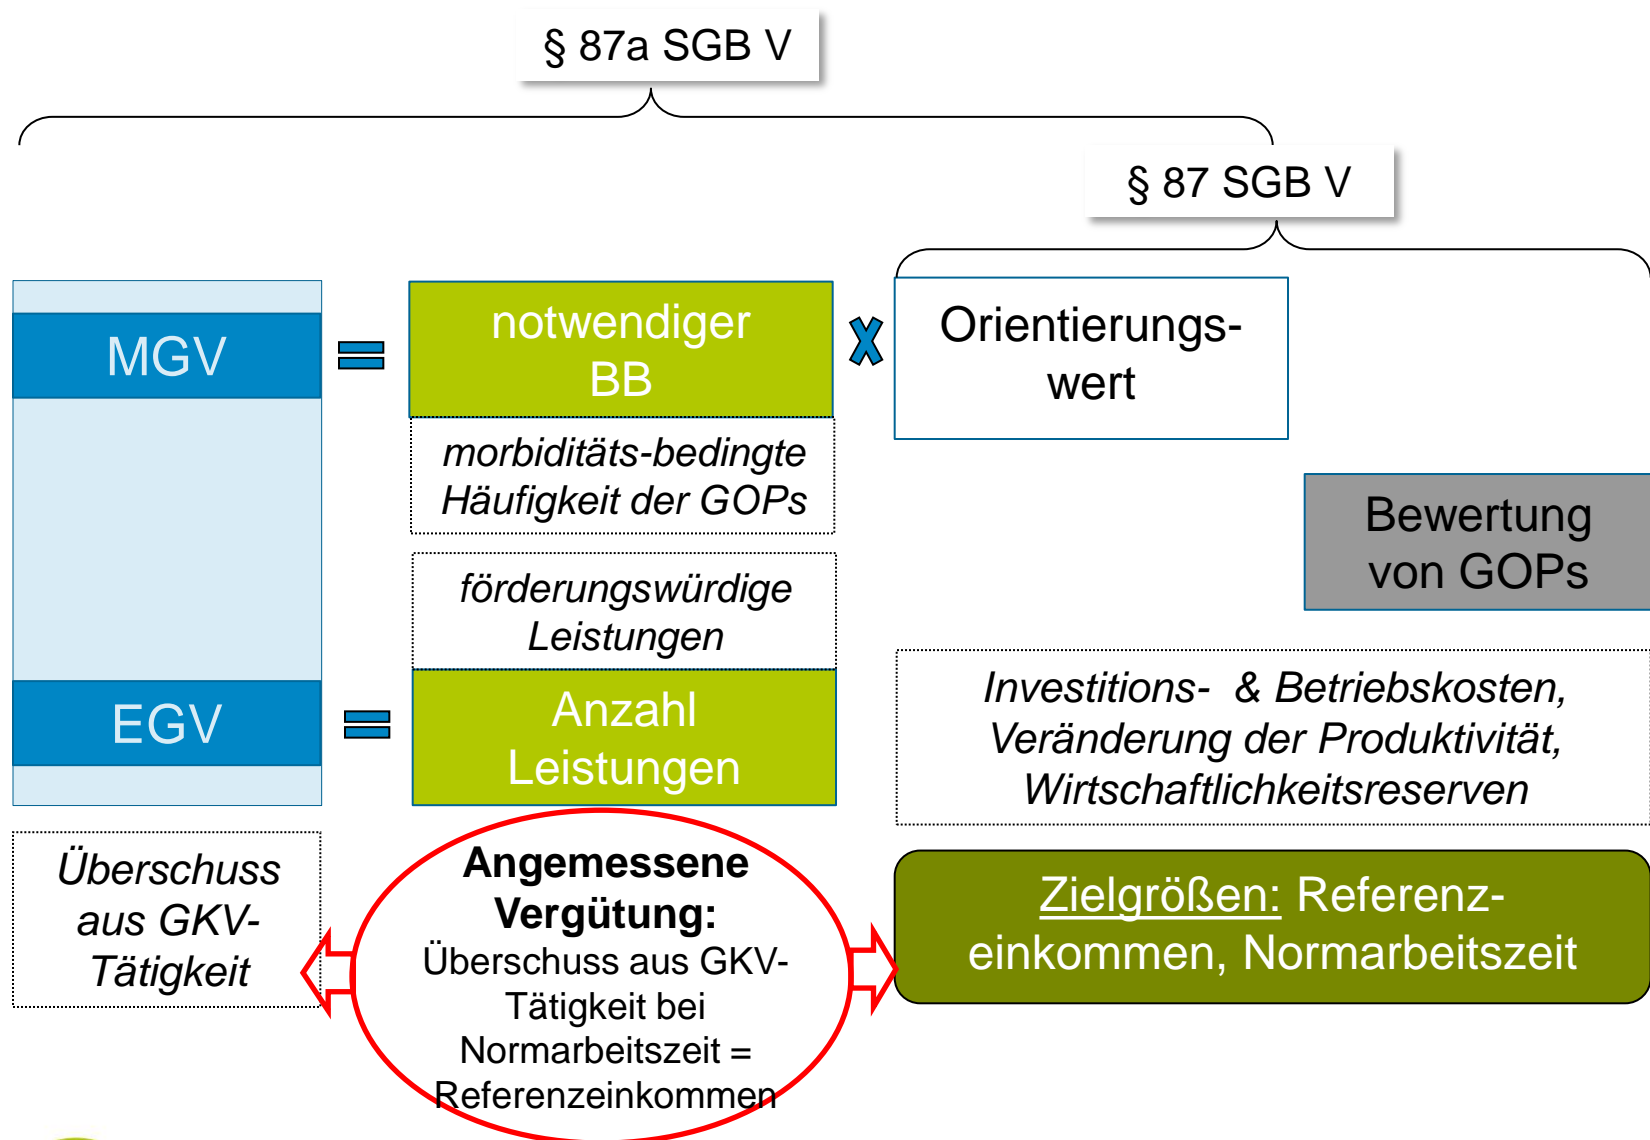 § 87a SGB V
§ 87 SGB V
MGV
notwendiger
BB
Orientierungs-
wert
morbiditäts-bedingte
Häufigkeit der GOPs
Bewertung
von GOPs
förderungswürdige
Leistungen
EGV
Anzahl
Leistungen
Investitions- & Betriebskosten,
Veränderung der Produktivität,
Wirtschaftlichkeitsreserven
Überschuss
aus GKV-
Tätigkeit
Angemessene
Vergütung:
Überschuss aus GKV-
Tätigkeit bei
Normarbeitszeit =
Referenzeinkommen
Zielgrößen: Referenz-
einkommen, Normarbeitszeit